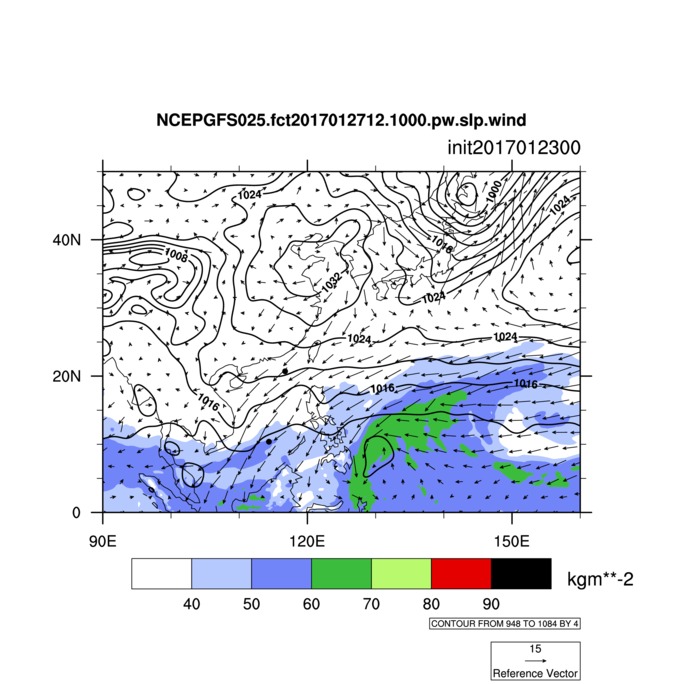 NCEPGFS025.fct2017012712.1000.pw.slp.wind
init2017012300
1024
1000
1024
1016
1008
1032
1024
1024
1024
1016
1016
1016
40N
20N
0
90E
120E
150E
40
50
60
70
80
90
kgm**-2
CONTOUR FROM 948 TO 1084 BY 4
15
Reference Vector